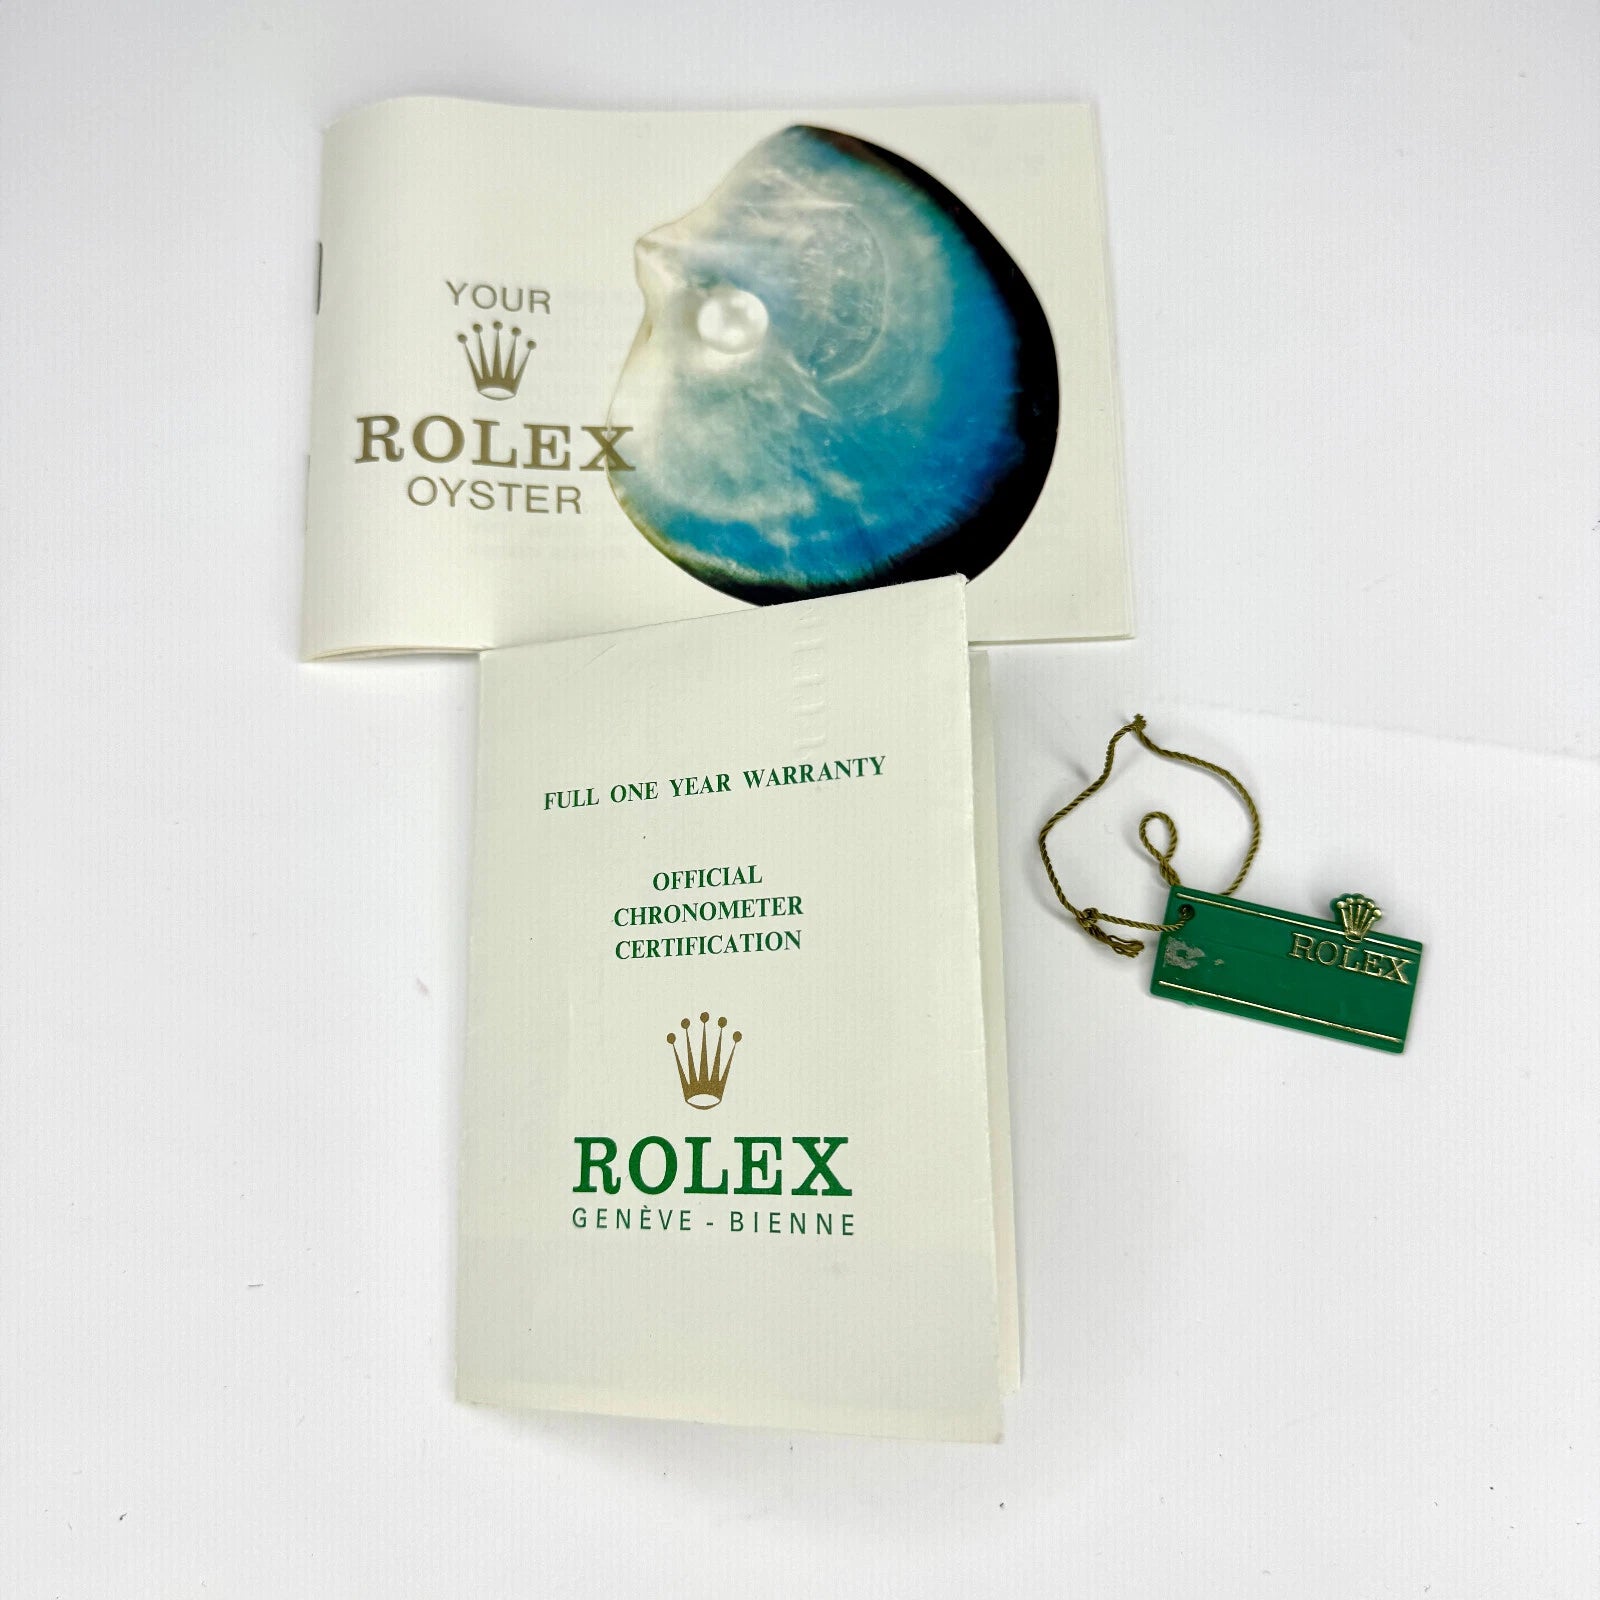 YOUR
ROLEX
OYSTER
FULL ONE YEAR WARRANTY
OFFICIAL
CHRONOMETER
CERTIFICATION
ROLEX
GENÈVE - BIENNE
ROLEX